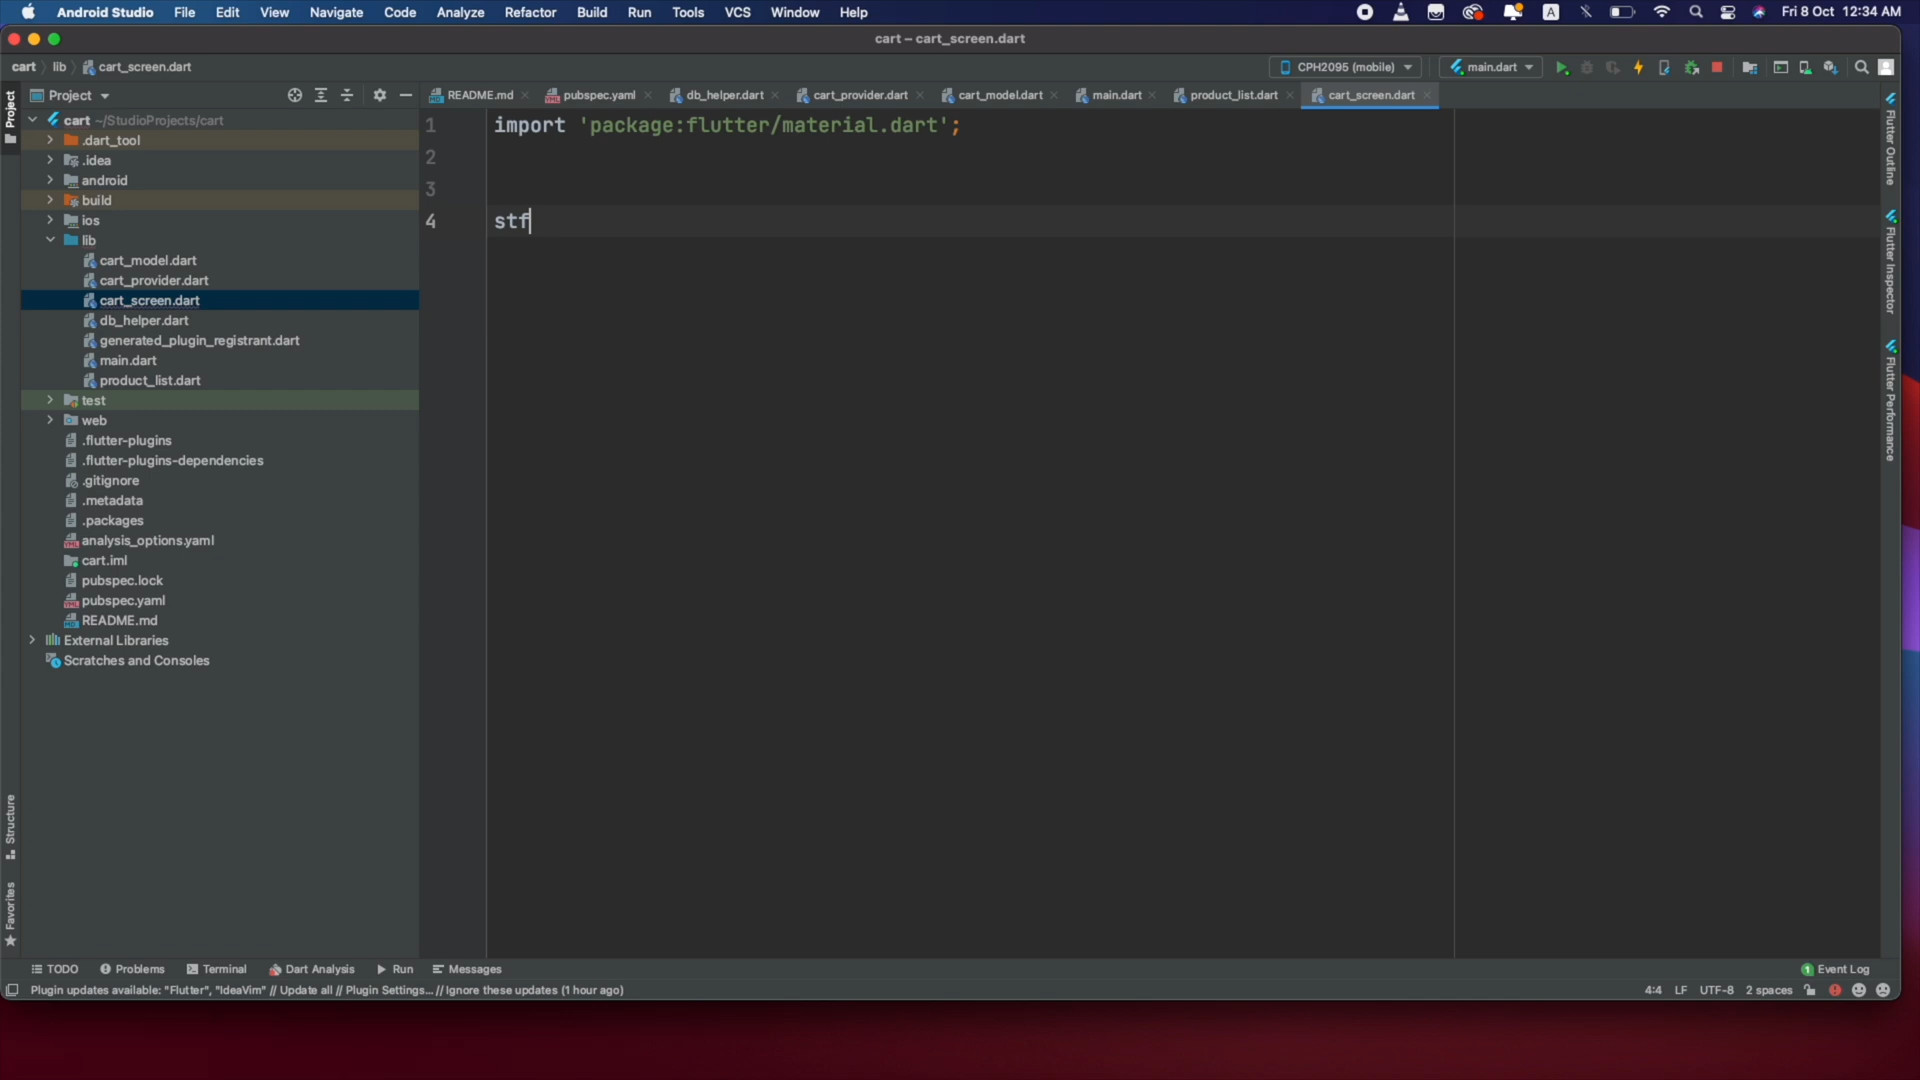 Android Studio File Edit View Navigate Code Analyze Refactor Build Run Tools VCS Window Help A Fri 8 Oct 12:34 AM
cart – cart_screen.dart
cart lib cart_screen.dart CPH2095 (mobile) main.dart
Project README.md pubspec.yaml db_helper.dart cart_provider.dart cart_model.dart main.dart product_list.dart cart_screen.dart
Project
cart ~/StudioProjects/cart
.dart_tool
.idea
android
build
ios
lib
cart_model.dart
cart_provider.dart
cart_screen.dart
db_helper.dart
generated_plugin_registrant.dart
main.dart
product_list.dart
test
web
.flutter-plugins
.flutter-plugins-dependencies
.gitignore
.metadata
.packages
analysis_options.yaml
cart.iml
pubspec.lock
pubspec.yaml
README.md
External Libraries
Scratches and Consoles
1 import 'package:flutter/material.dart';
2
3
4 stf
Flutter Outline
Flutter Inspector
Flutter Performance
Structure
Favorites
TODO Problems Terminal Dart Analysis Run Messages 1 Event Log
Plugin updates available: "Flutter", "IdeaVim" // Update all // Plugin Settings... // Ignore these updates (1 hour ago) 4:4 LF UTF-8 2 spaces